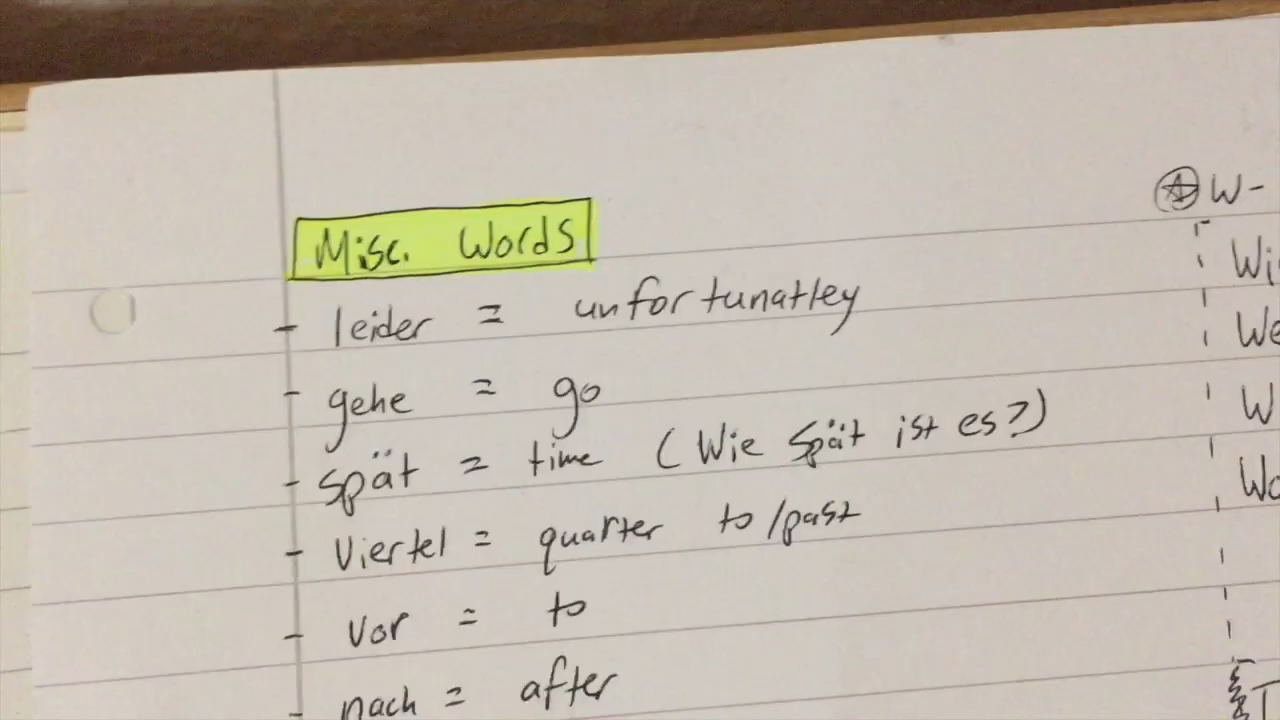 Misc. Words
- leider = unfortunatley
- gehe = go
- spät = time (Wie spät ist es?)
- Viertel = quarter to/past
- vor = to
- nach = after
W-